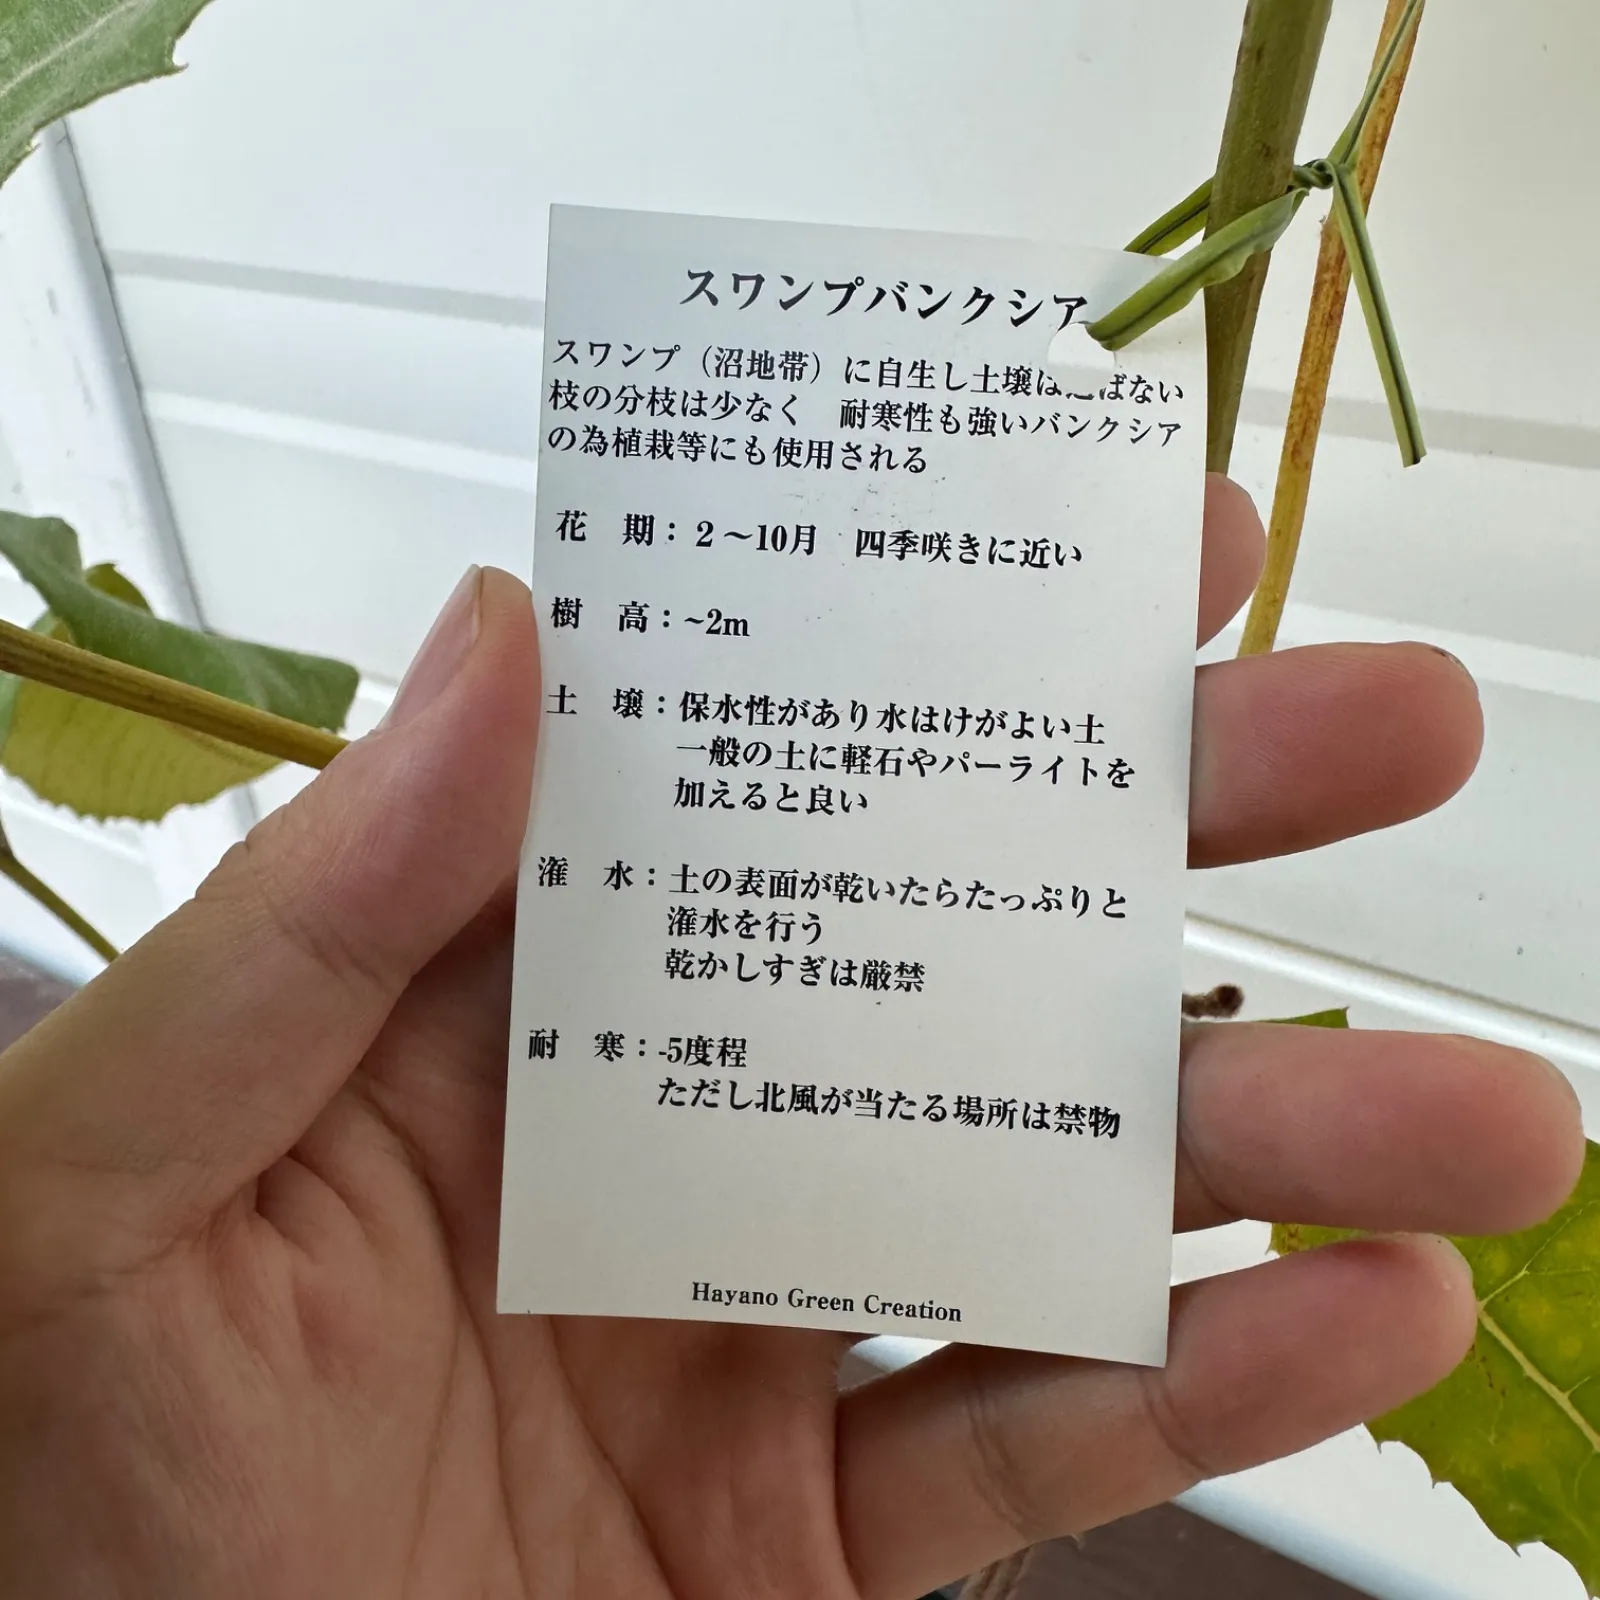 スワンプバンクシア
スワンプ（沼地帯）に自生し土壌は ばない
枝の分枝は少なく　耐寒性も強いバンクシア
の為植栽等にも使用される
花　期：２～10月　四季咲きに近い
樹　高：~2m
土　壌：保水性があり水はけがよい土
一般の土に軽石やパーライトを
加えると良い
潅　水：土の表面が乾いたらたっぷりと
潅水を行う
乾かしすぎは厳禁
耐　寒：-5度程
ただし北風が当たる場所は禁物
Hayano Green Creation